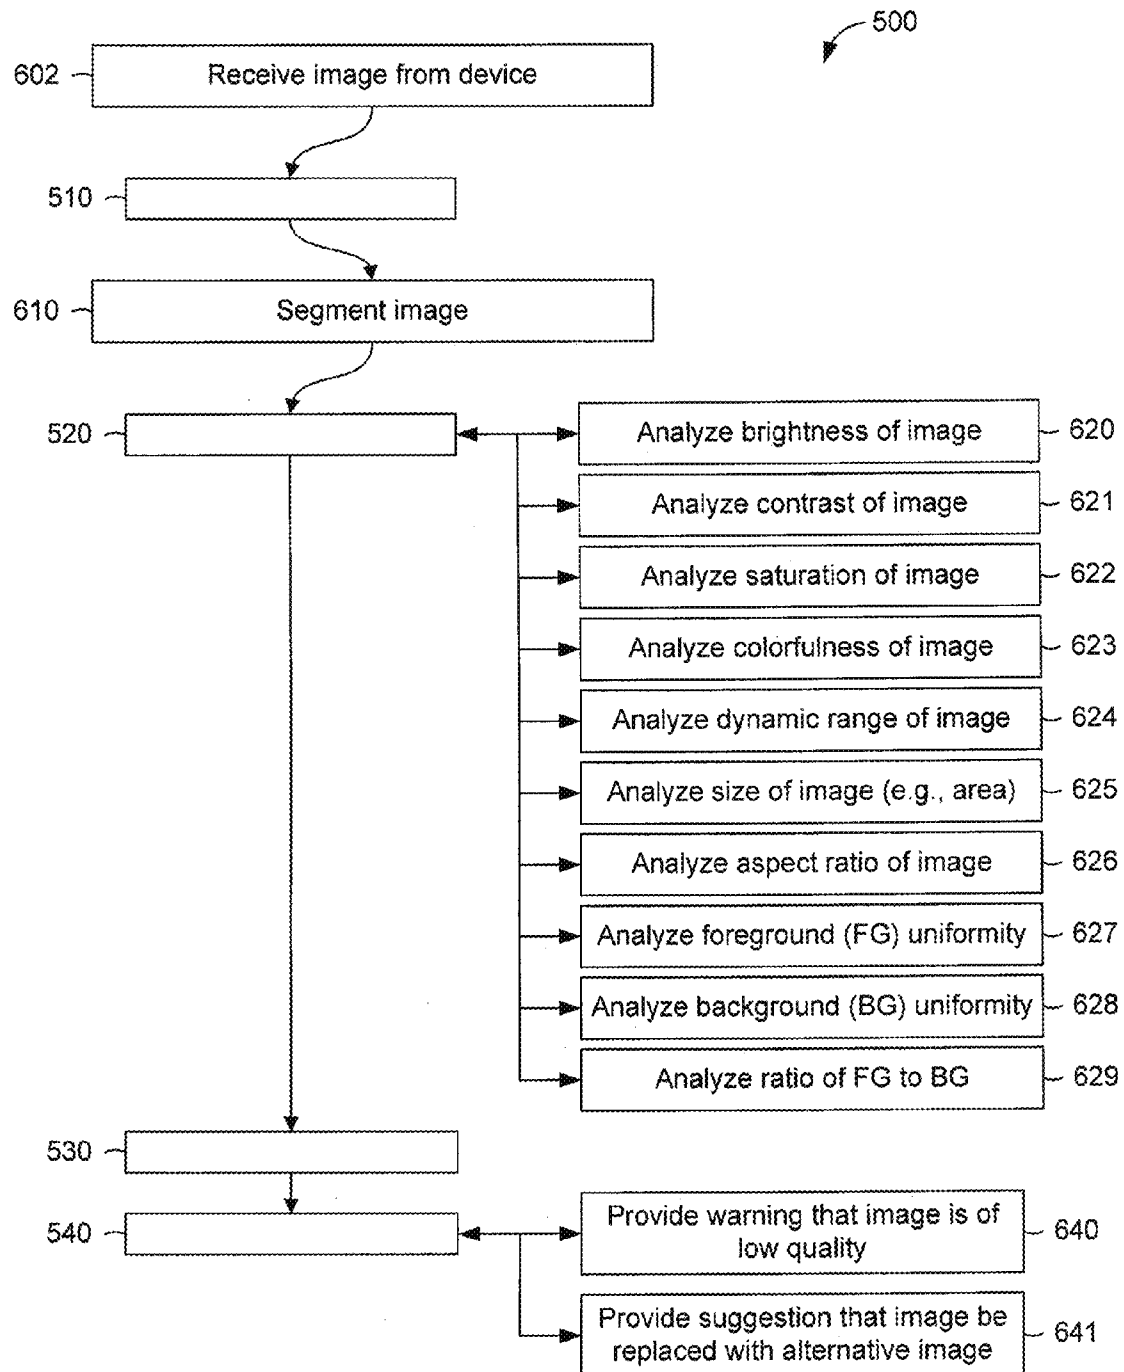 500
602
Receive image from device
510
610
Segment image
520
Analyze brightness of image
620
Analyze contrast of image
621
Analyze saturation of image
622
Analyze colorfulness of image
623
Analyze dynamic range of image
624
Analyze size of image (e.g., area)
625
Analyze aspect ratio of image
626
Analyze foreground (FG) uniformity
627
Analyze background (BG) uniformity
628
Analyze ratio of FG to BG
629
530
540
Provide warning that image is of
low quality
640
Provide suggestion that image be
replaced with alternative image
641